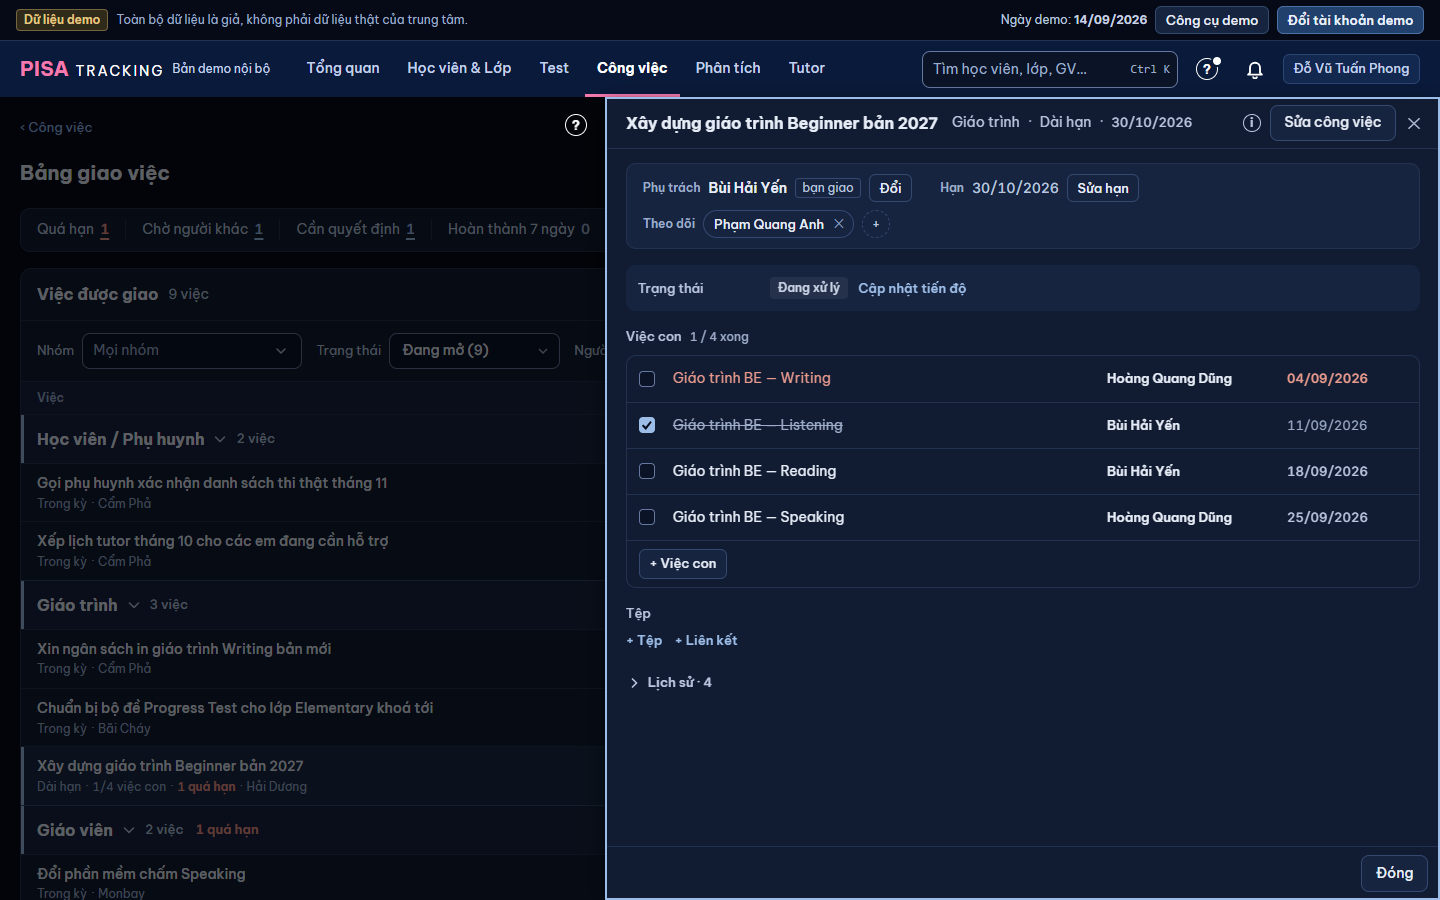 Dữ liệu demo Toàn bộ dữ liệu là giả, không phải dữ liệu thật của trung tâm.
Ngày demo: 14/09/2026 Công cụ demo Đổi tài khoản demo
PISA TRACKING Bản demo nội bộ Tổng quan Học viên & Lớp Test Công việc Phân tích Tutor
Tìm học viên, lớp, GV... Ctrl K ? Đỗ Vũ Tuấn Phong
‹ Công việc ?
Bảng giao việc
Quá hạn 1 Chờ người khác 1 Cần quyết định 1 Hoàn thành 7 ngày 0
Việc được giao 9 việc
Nhóm Mọi nhóm Trạng thái Đang mở (9)
Việc
Học viên / Phụ huynh 2 việc
Gọi phụ huynh xác nhận danh sách thi thật tháng 11
Trong kỳ · Cẩm Phả
Xếp lịch tutor tháng 10 cho các em đang cần hỗ trợ
Trong kỳ · Cẩm Phả
Giáo trình 3 việc
Xin ngân sách in giáo trình Writing bản mới
Trong kỳ · Cẩm Phả
Chuẩn bị bộ đề Progress Test cho lớp Elementary khoá tới
Trong kỳ · Bãi Cháy
Xây dựng giáo trình Beginner bản 2027
Dài hạn · 1/4 việc con · 1 quá hạn · Hải Dương
Giáo viên 2 việc 1 quá hạn
Đổi phần mềm chấm Speaking
Trong kỳ · Monbay
Xây dựng giáo trình Beginner bản 2027 Giáo trình · Dài hạn · 30/10/2026
Sửa công việc
Phụ trách Bùi Hải Yến bạn giao Đổi Hạn 30/10/2026 Sửa hạn
Theo dõi Phạm Quang Anh +
Trạng thái Đang xử lý Cập nhật tiến độ
Việc con 1 / 4 xong
Giáo trình BE — Writing Hoàng Quang Dũng 04/09/2026
Giáo trình BE — Listening Bùi Hải Yến 11/09/2026
Giáo trình BE — Reading Bùi Hải Yến 18/09/2026
Giáo trình BE — Speaking Hoàng Quang Dũng 25/09/2026
+ Việc con
Tệp
+ Tệp + Liên kết
Lịch sử · 4
Đóng